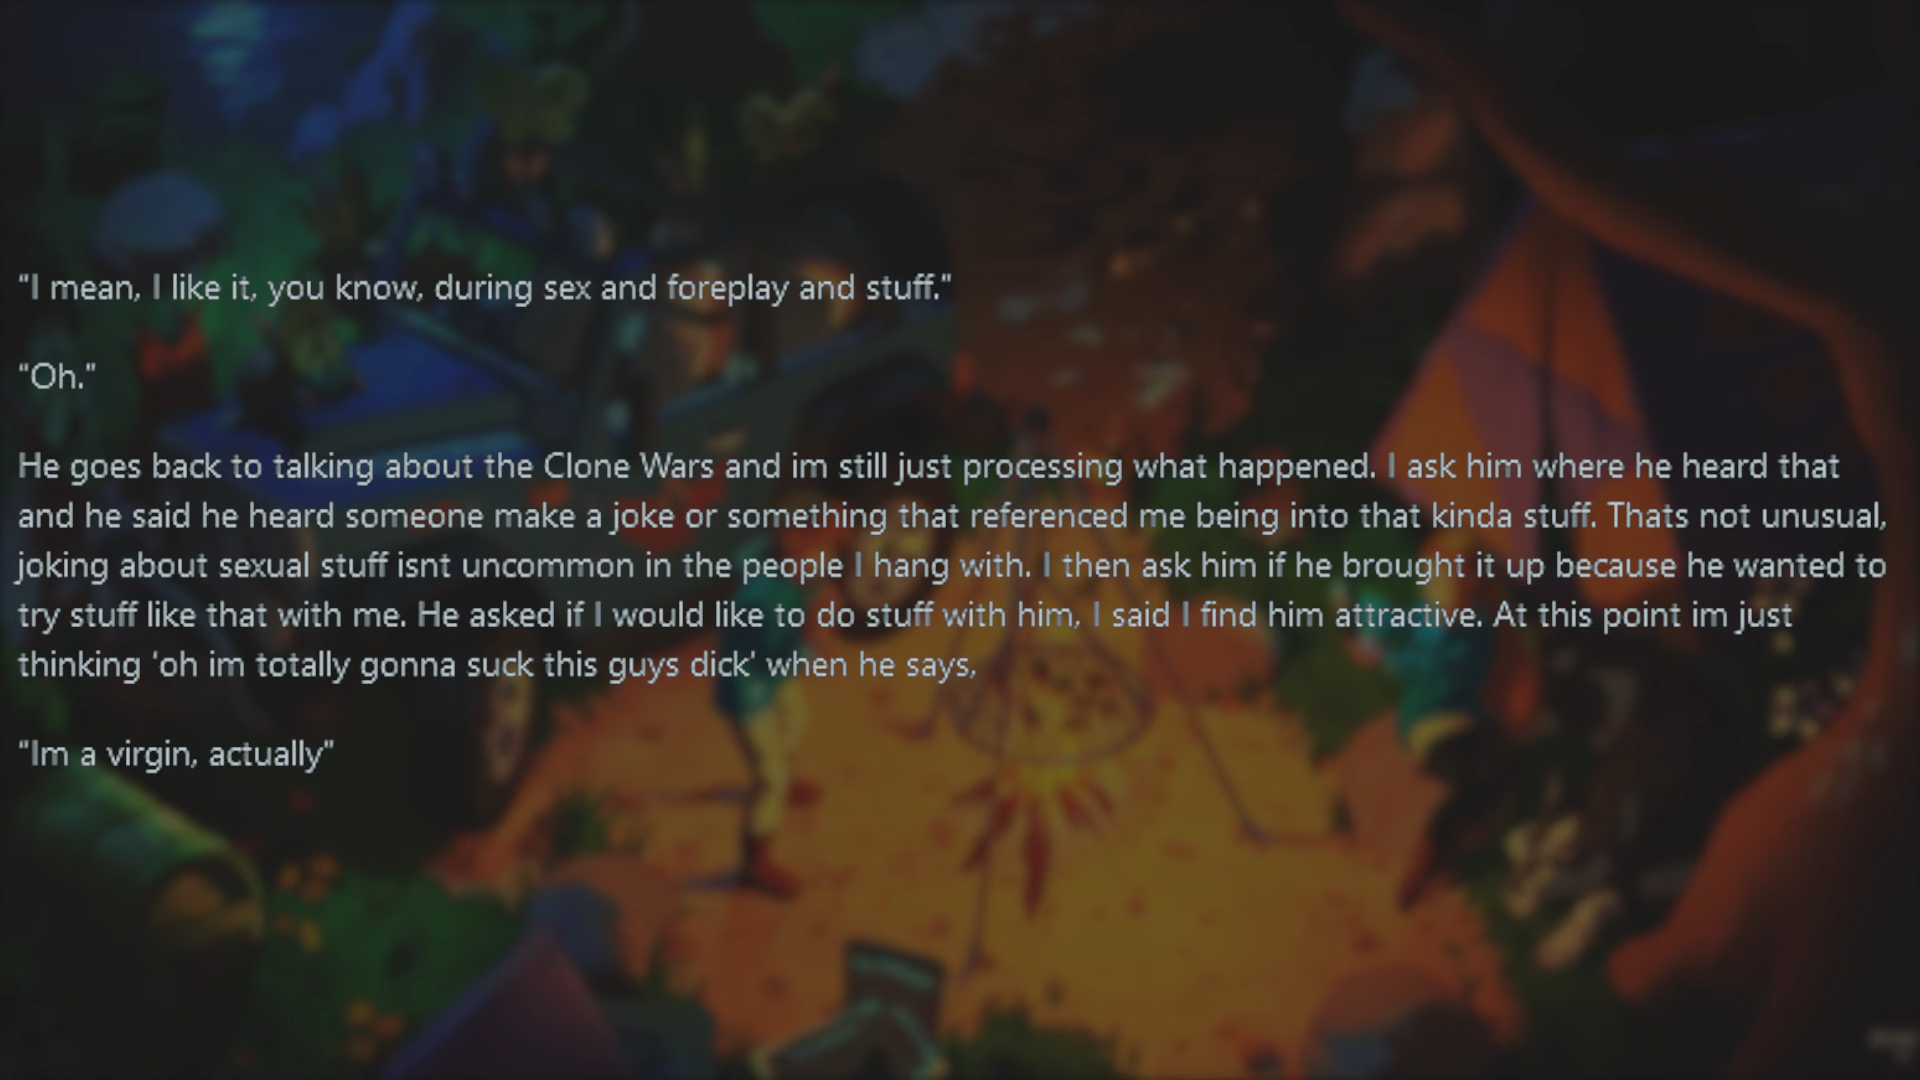 "I mean, I like it, you know, during sex and foreplay and stuff."
"Oh."
He goes back to talking about the Clone Wars and im still just processing what happened. I ask him where he heard that
and he said he heard someone make a joke or something that referenced me being into that kinda stuff. Thats not unusual,
joking about sexual stuff isnt uncommon in the people I hang with. I then ask him if he brought it up because he wanted to
try stuff like that with me. He asked if I would like to do stuff with him, I said I find him attractive. At this point im just
thinking 'oh im totally gonna suck this guys dick' when he says,
"Im a virgin, actually"